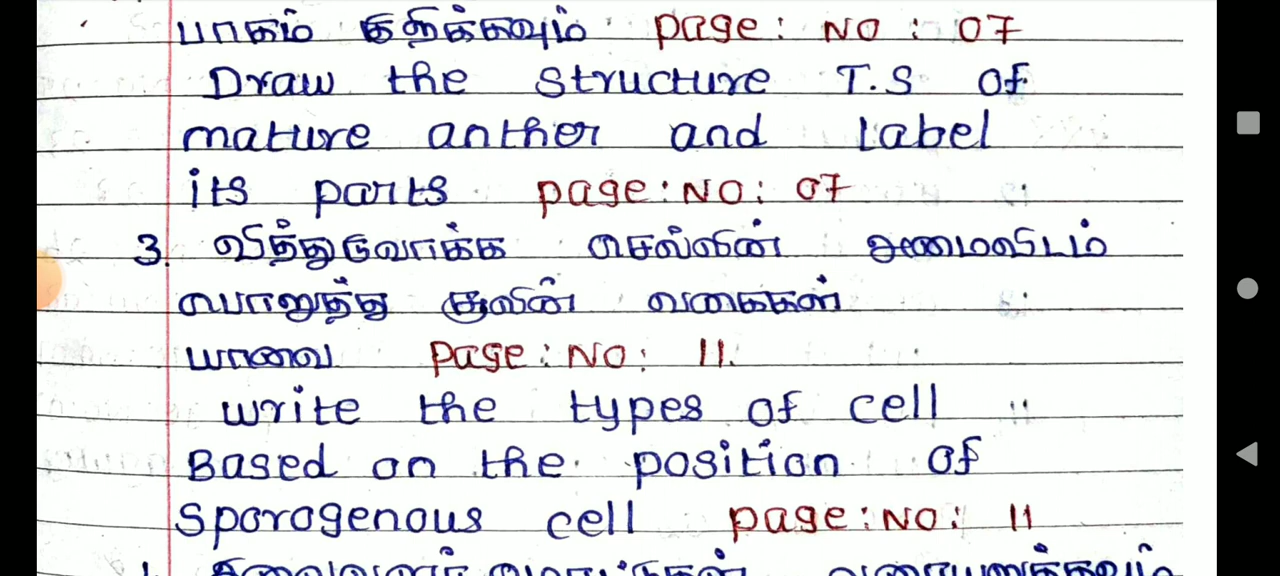 பாகம் குறிக்கவும் page: NO: 07
Draw the structure T.S of
mature anther and Label
its parts page:NO: 07
3. வித்துருவாக்க செல்லின் அமைவிடம்
பொறுத்து சூலின் வகைகள்
யாவை page:NO: 11.
write the types of cell
Based on the position of
sporogenous cell page:NO: 11